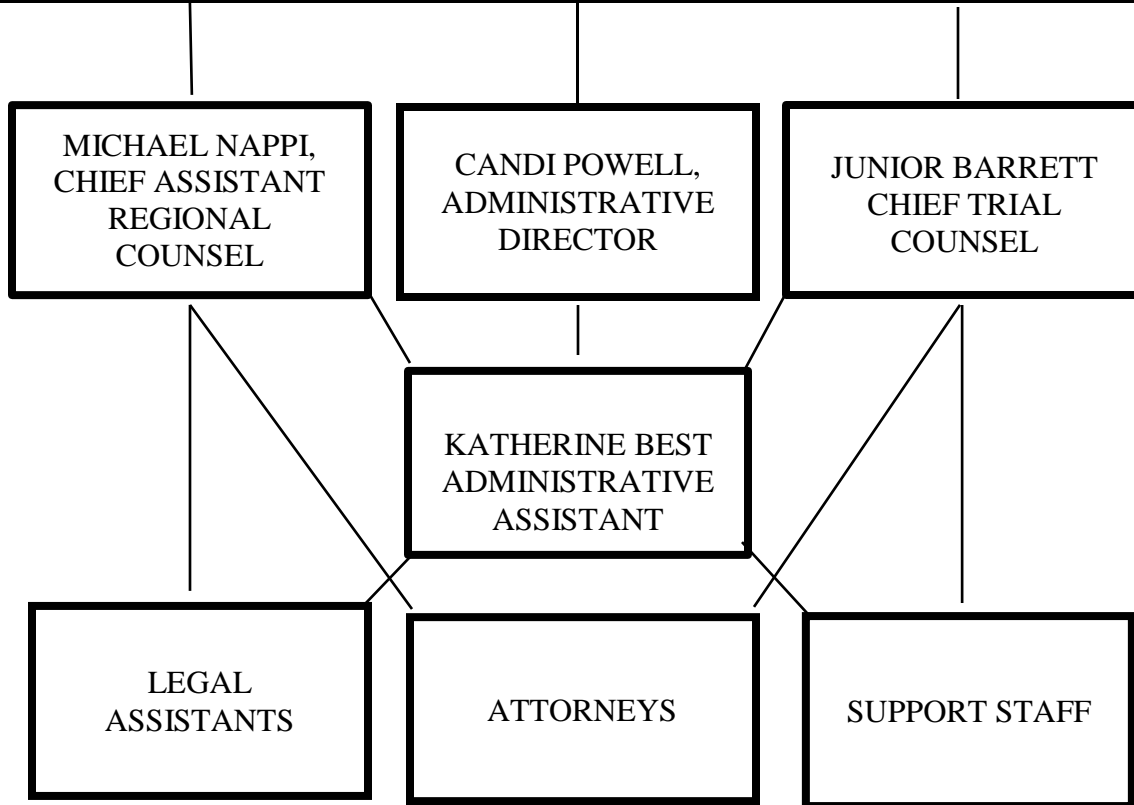 MICHAEL NAPPI,
CHIEF ASSISTANT
REGIONAL
COUNSEL
CANDI POWELL,
ADMINISTRATIVE
DIRECTOR
JUNIOR BARRETT
CHIEF TRIAL
COUNSEL
KATHERINE BEST
ADMINISTRATIVE
ASSISTANT
LEGAL
ASSISTANTS
ATTORNEYS
SUPPORT STAFF